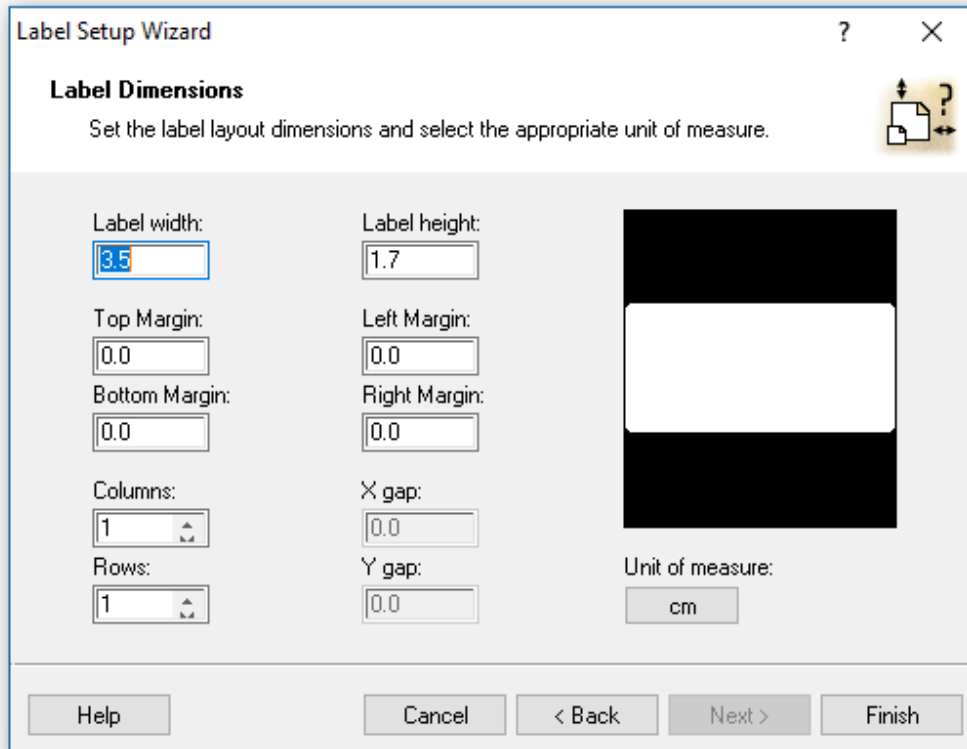 Label Setup Wizard ?
Label Dimensions
Set the label layout dimensions and select the appropriate unit of measure.
?
Label width: Label height:
3.5 1.7
Top Margin: Left Margin:
0.0 0.0
Bottom Margin: Right Margin:
0.0 0.0
Columns: X gap:
1 0.0
Rows: Y gap: Unit of measure:
1 0.0 cm
Help Cancel < Back Next > Finish